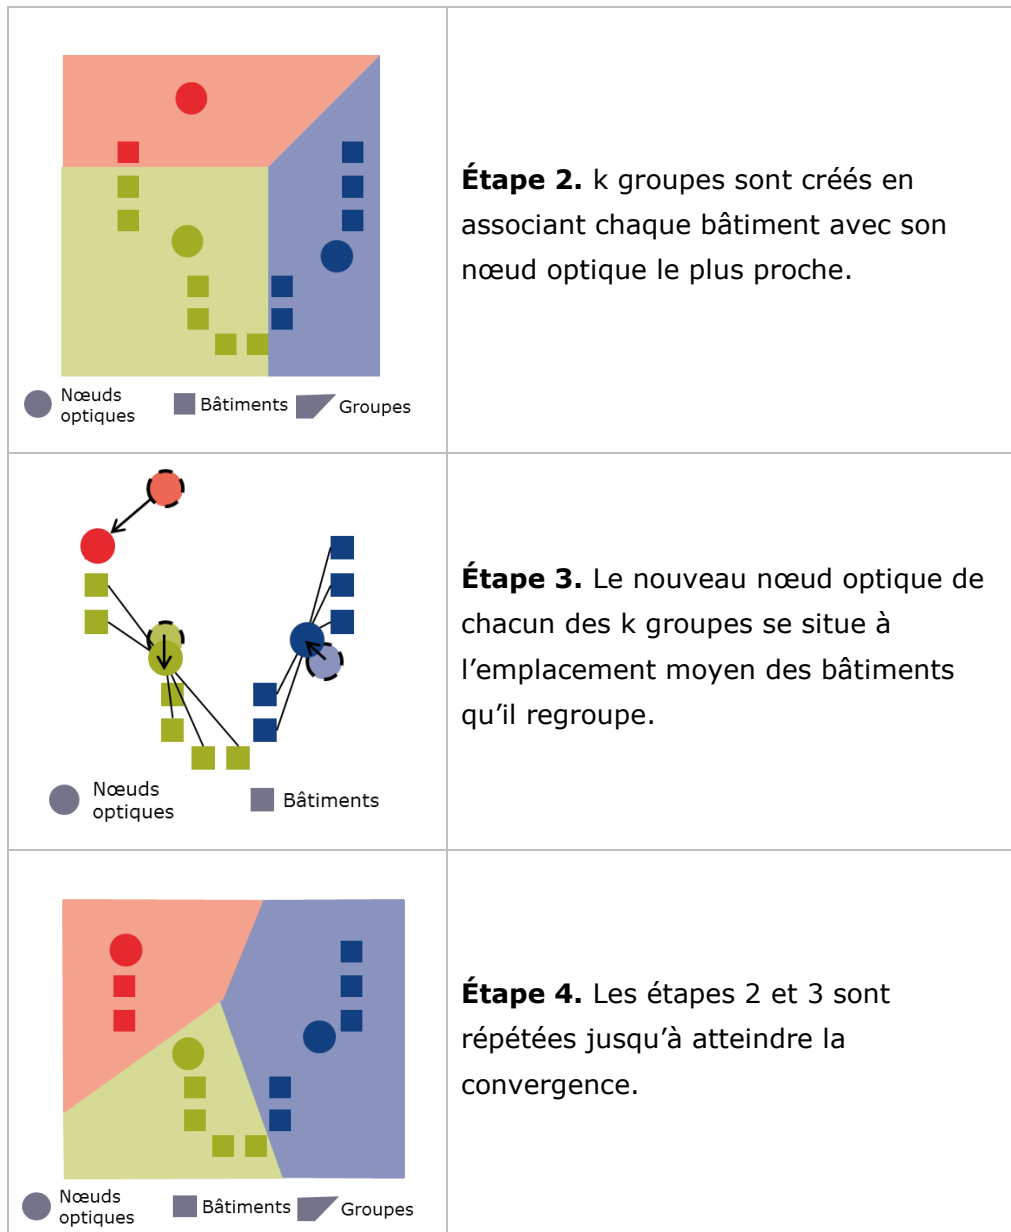 Étape 2. k groupes sont créés en
associant chaque bâtiment avec son
nœud optique le plus proche.
Nœuds
optiques
Bâtiments
Groupes
Étape 3. Le nouveau nœud optique de
chacun des k groupes se situe à
l’emplacement moyen des bâtiments
qu’il regroupe.
Nœuds
optiques
Bâtiments
Étape 4. Les étapes 2 et 3 sont
répétées jusqu’à atteindre la
convergence.
Nœuds
optiques
Bâtiments
Groupes